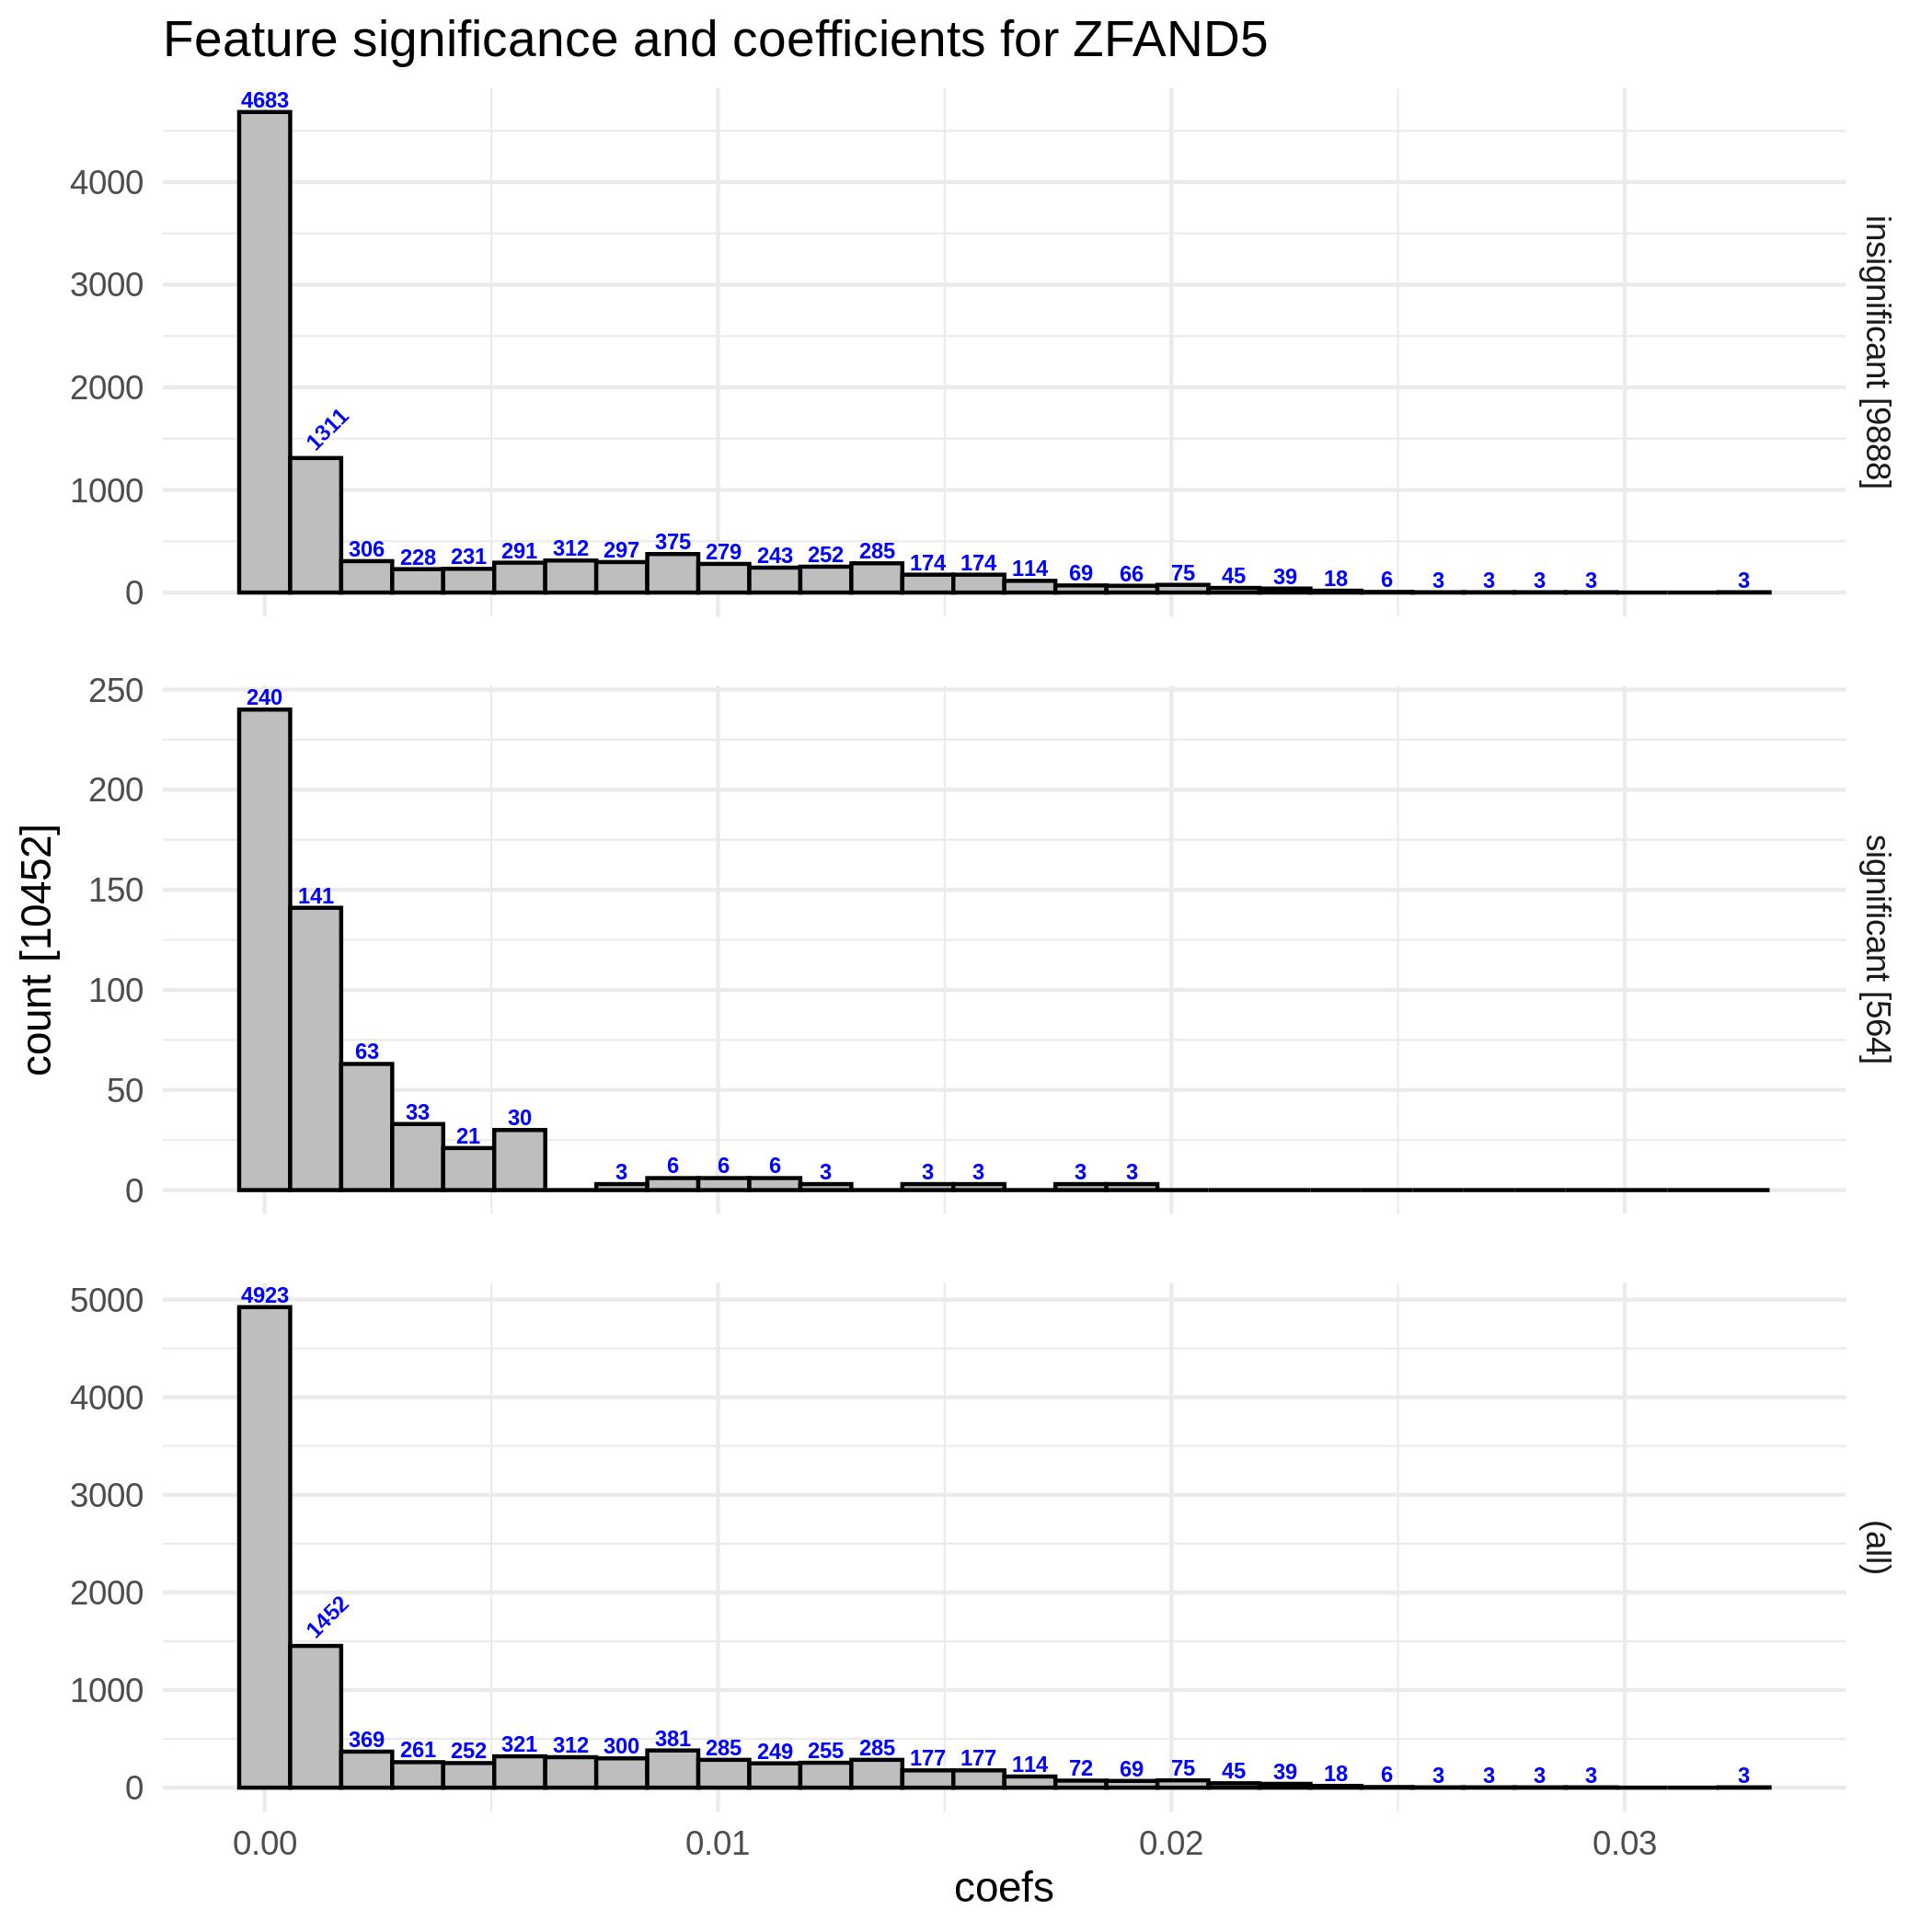 Feature significance and coefficients for ZFAND5
4683
4000
3000
2000
1311
1000
306 228 231 291 312 297 375 279 243 252 285 174 174 114 69 66 75 45 39 18 6 3 3 3 3 3
0
insignificant [9888]
250
240
200
150
141
100
63
50
33 21 30
3 6 6 6 3 3 3 3 3
0
significant [564]
count [10452]
5000
4923
4000
3000
2000
1452
1000
369 261 252 321 312 300 381 285 249 255 285 177 177 114 72 69 75 45 39 18 6 3 3 3 3 3
0
(all)
0.00 0.01 0.02 0.03
coefs